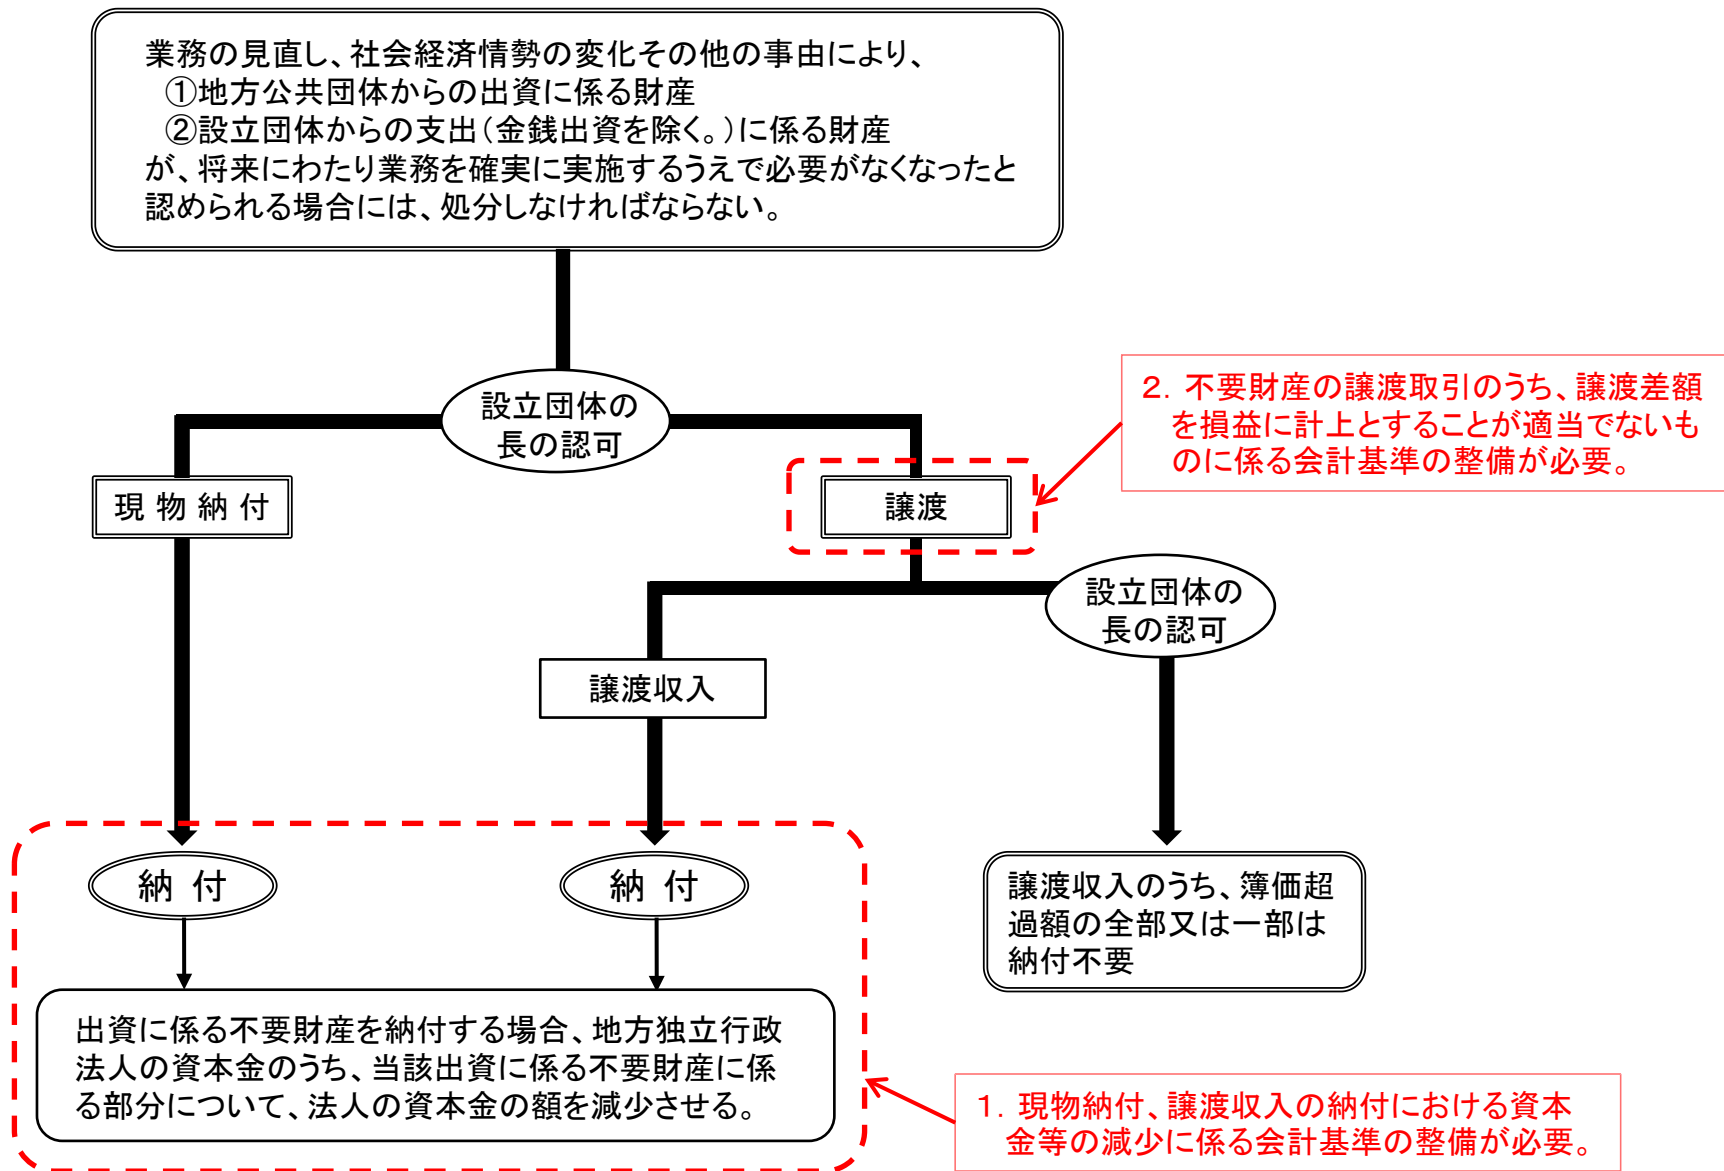 業務の見直し、社会経済情勢の変化その他の事由により、
①地方公共団体からの出資に係る財産
②設立団体からの支出（金銭出資を除く。）に係る財産
が、将来にわたり業務を確実に実施するうえで必要がなくなったと
認められる場合には、処分しなければならない。
設立団体の
長の認可
2．不要財産の譲渡取引のうち、譲渡差額
を損益に計上とすることが適当でないも
のに係る会計基準の整備が必要。
現 物 納 付
譲渡
設立団体の
長の認可
譲渡収入
納 付
納 付
譲渡収入のうち、簿価超
過額の全部又は一部は
納付不要
出資に係る不要財産を納付する場合、地方独立行政
法人の資本金のうち、当該出資に係る不要財産に係
る部分について、法人の資本金の額を減少させる。
1．現物納付、譲渡収入の納付における資本
金等の減少に係る会計基準の整備が必要。